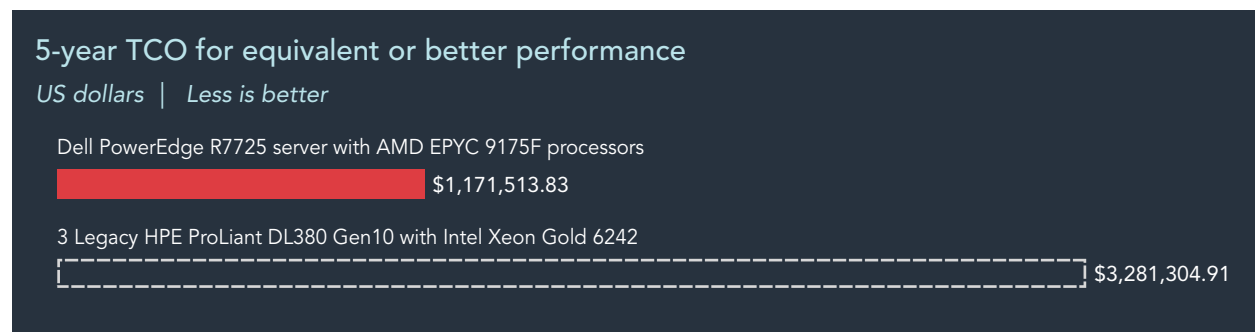 5-year TCO for equivalent or better performance
US dollars | Less is better
Dell PowerEdge R7725 server with AMD EPYC 9175F processors
$1,171,513.83
3 Legacy HPE ProLiant DL380 Gen10 with Intel Xeon Gold 6242
$3,281,304.91